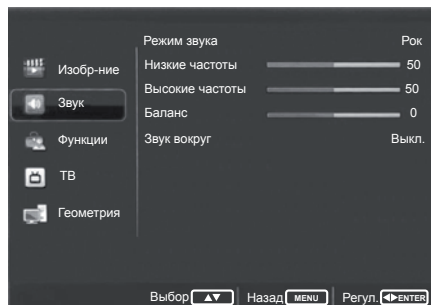 Режим звука Рок
Изобр-ние
Низкие частоты 50
Высокие частоты 50
Звук
Баланс 0
Функции
Звук вокруг Выкл.
ТВ
Геометрия
Выбор ▲▼ Назад MENU Регул. ◀▶ENTER